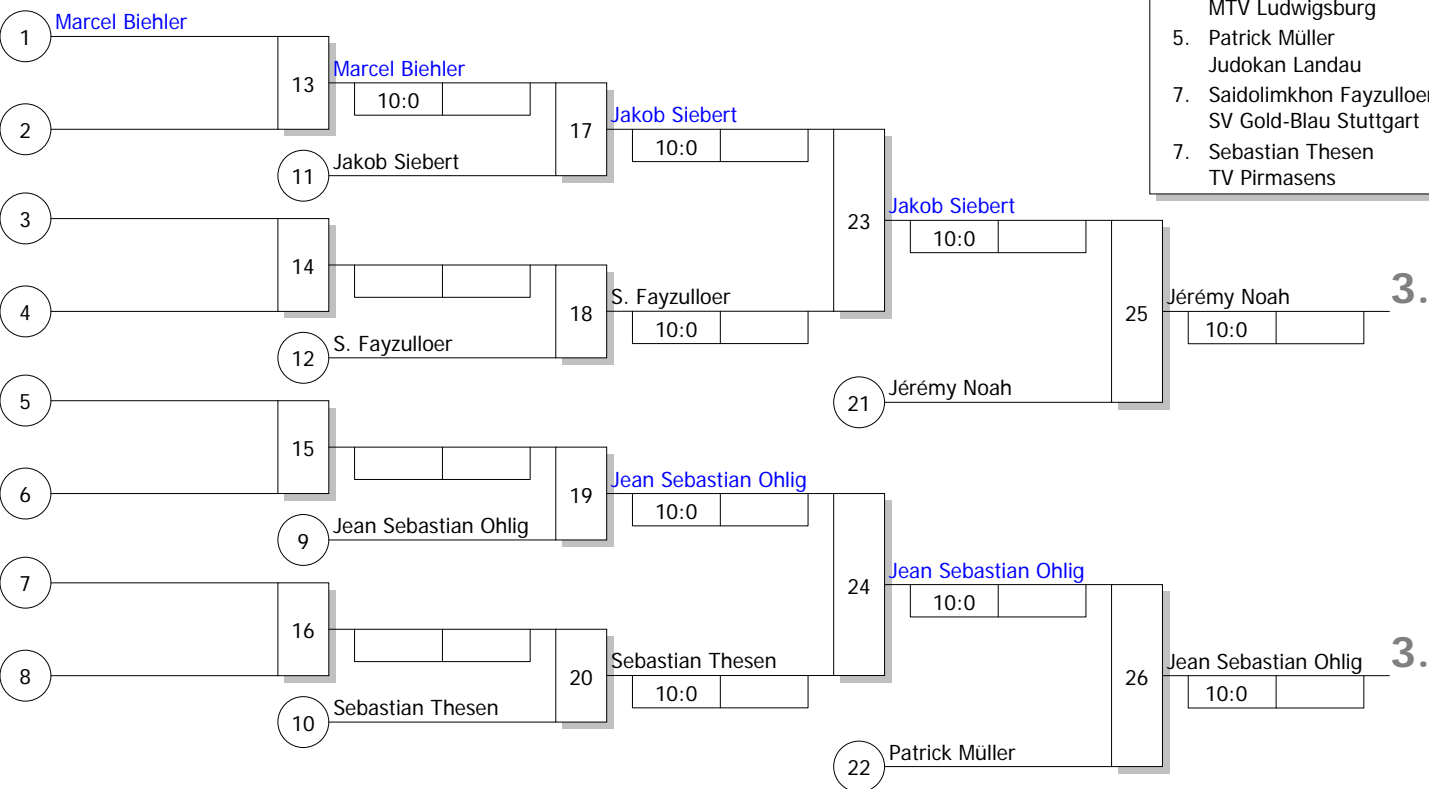 MTV Ludwigsburg
5. Patrick Müller
Judokan Landau
7. Saidolimkhon Fayzulloer
SV Gold-Blau Stuttgart
7. Sebastian Thesen
TV Pirmasens
1
Marcel Biehler
2
13
Marcel Biehler
10:0
11
Jakob Siebert
17
Jakob Siebert
10:0
3
4
14
12
S. Fayzulloer
18
S. Fayzulloer
10:0
23
Jakob Siebert
10:0
21
Jérémy Noah
25
Jérémy Noah
10:0
3.
5
6
15
9
Jean Sebastian Ohlig
19
Jean Sebastian Ohlig
10:0
7
8
16
10
Sebastian Thesen
20
Sebastian Thesen
10:0
24
Jean Sebastian Ohlig
10:0
22
Patrick Müller
26
Jean Sebastian Ohlig
10:0
3.